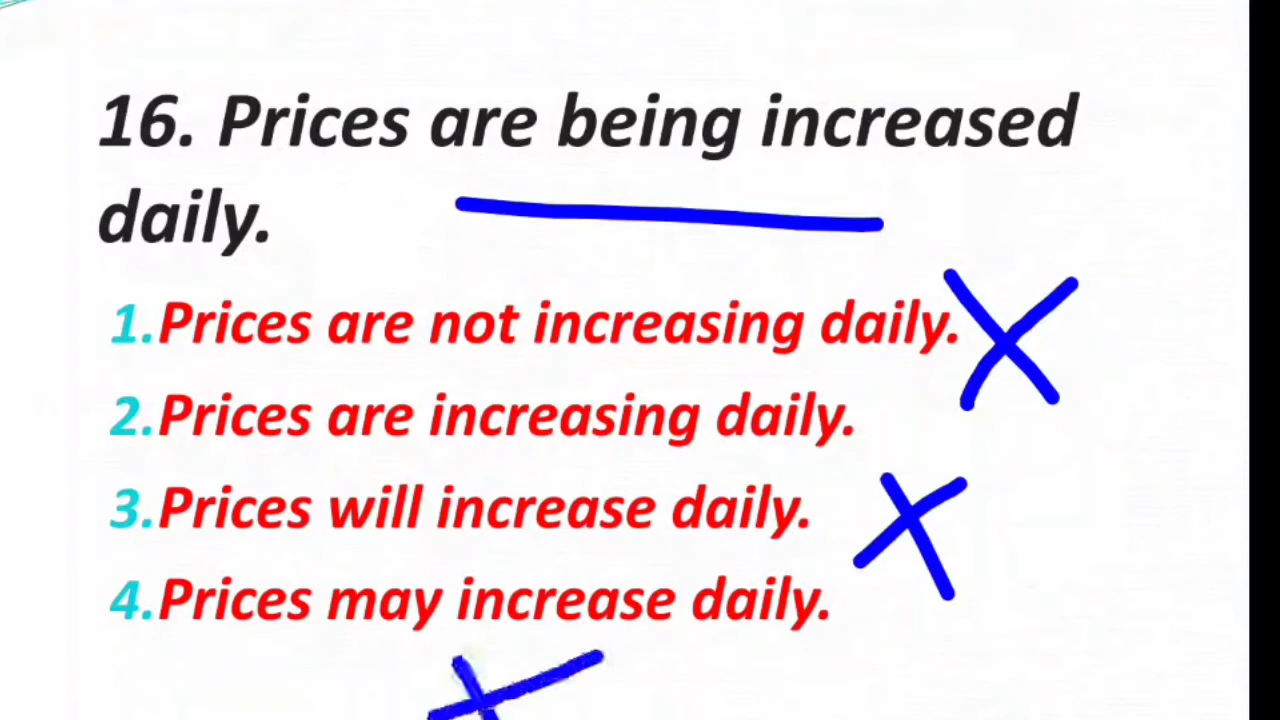 16. Prices are being increased
daily.
1.Prices are not increasing daily.
2.Prices are increasing daily.
3.Prices will increase daily.
4.Prices may increase daily.